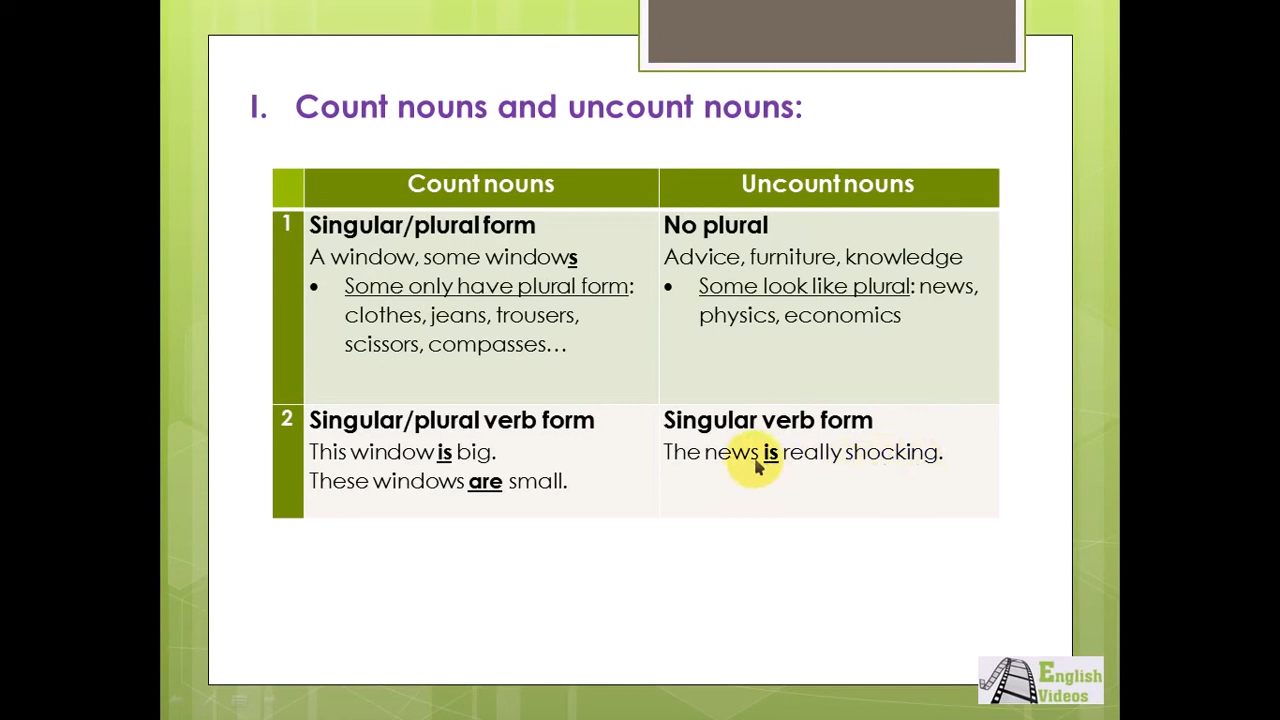 I. Count nouns and uncount nouns:
Count nouns
Uncount nouns
1
Singular/plural form
A window, some windows
• Some only have plural form:
clothes, jeans, trousers,
scissors, compasses…
No plural
Advice, furniture, knowledge
• Some look like plural: news,
physics, economics
2
Singular/plural verb form
This window is big.
These windows are small.
Singular verb form
The news is really shocking.
English
Videos